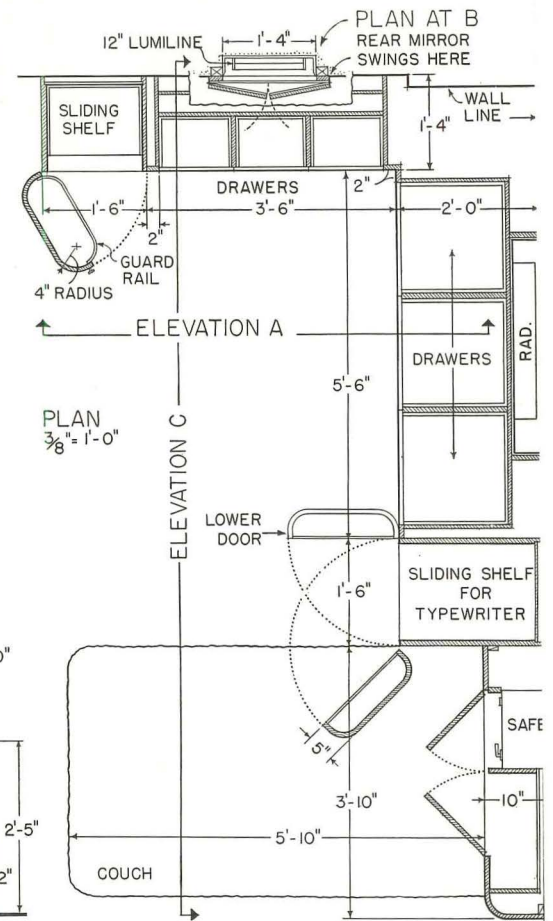 PLAN AT B
REAR MIRROR
SWINGS HERE
12" LUMILINE
1'-4"
SLIDING
SHELF
WALL
LINE
1'-4"
DRAWERS
2"
1'-6"
3'-6"
2'-0"
2"
GUARD
RAIL
4" RADIUS
ELEVATION A
DRAWERS
RAD.
5'-6"
PLAN
3/8" = 1'-0"
ELEVATION C
LOWER
DOOR
1'-6"
SLIDING SHELF
FOR
TYPEWRITER
0"
SAFE
5"
3'-10"
10"
2'-5"
5'-10"
2"
COUCH